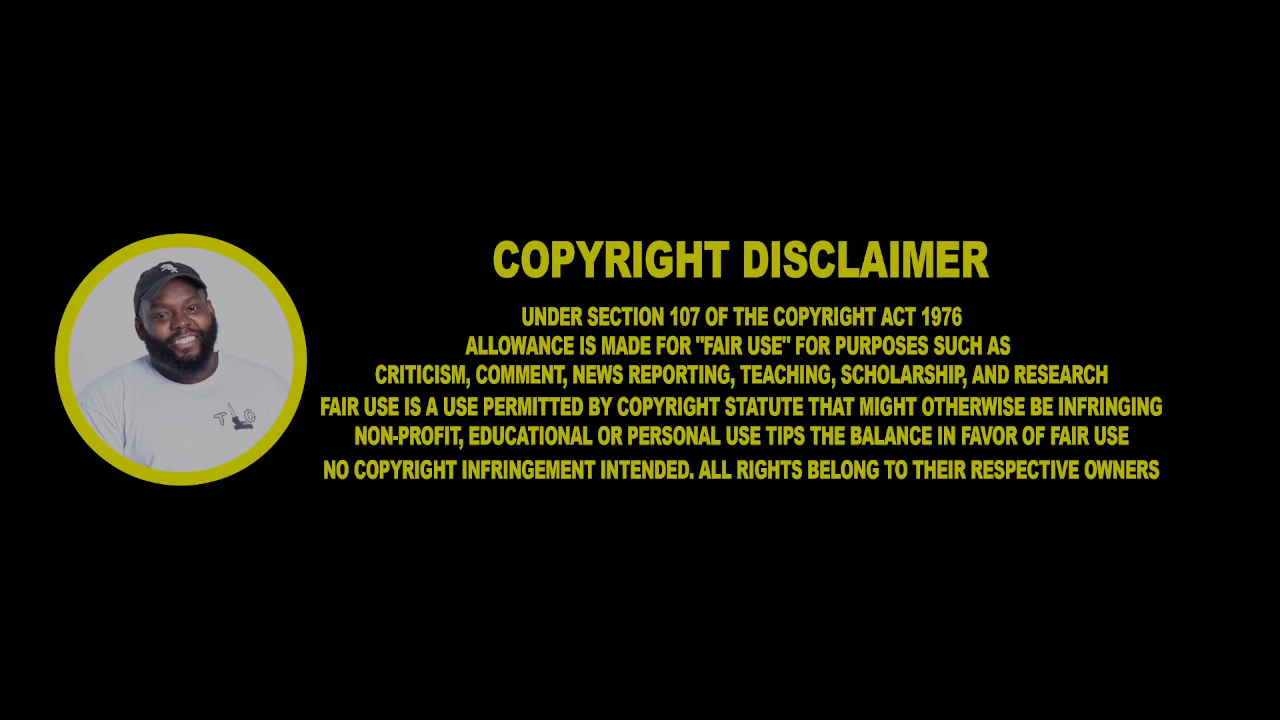 COPYRIGHT DISCLAIMER
UNDER SECTION 107 OF THE COPYRIGHT ACT 1976
ALLOWANCE IS MADE FOR "FAIR USE" FOR PURPOSES SUCH AS
CRITICISM, COMMENT, NEWS REPORTING, TEACHING, SCHOLARSHIP, AND RESEARCH
FAIR USE IS A USE PERMITTED BY COPYRIGHT STATUTE THAT MIGHT OTHERWISE BE INFRINGING
NON-PROFIT, EDUCATIONAL OR PERSONAL USE TIPS THE BALANCE IN FAVOR OF FAIR USE
NO COPYRIGHT INFRINGEMENT INTENDED. ALL RIGHTS BELONG TO THEIR RESPECTIVE OWNERS